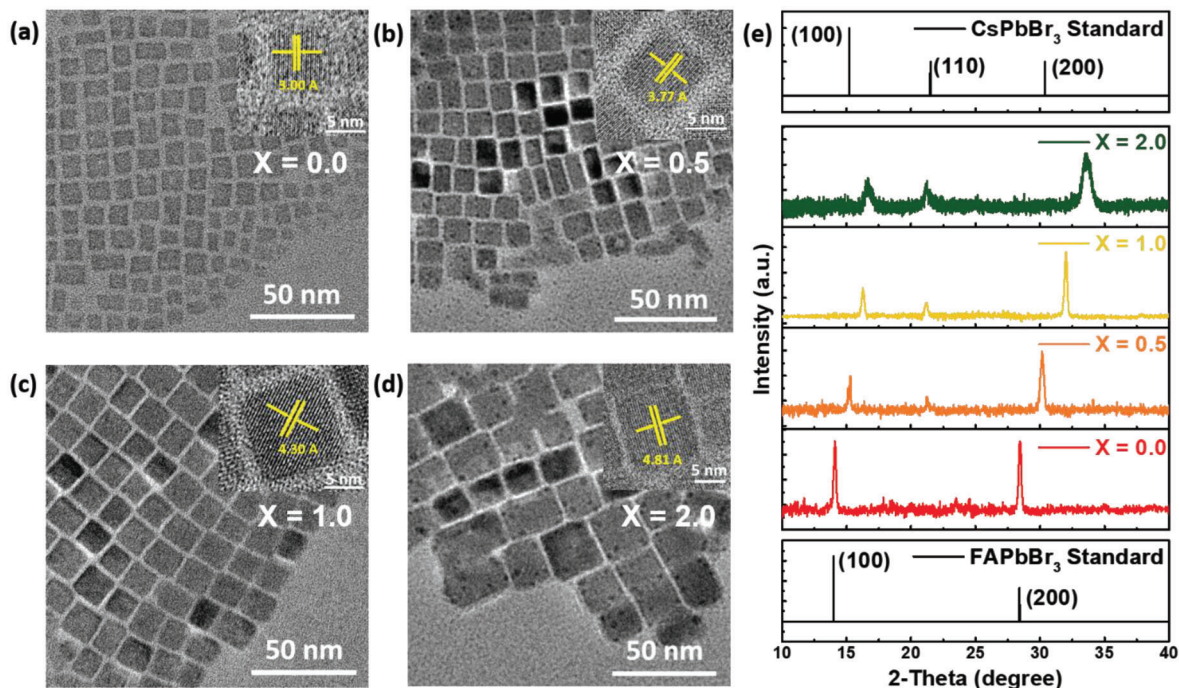 (a)
3.00 A
5 nm
X = 0.0
50 nm
(b)
3.77 A
5 nm
X = 0.5
50 nm
(c)
4.30 A
5 nm
X = 1.0
50 nm
(d)
4.81 A
5 nm
X = 2.0
50 nm
(e)
CsPbBr₃ Standard
(100)
(110)
(200)
X = 2.0
X = 1.0
X = 0.5
X = 0.0
FAPbBr₃ Standard
(100)
(200)
Intensity (a.u.)
10 15 20 25 30 35 40
2-Theta (degree)